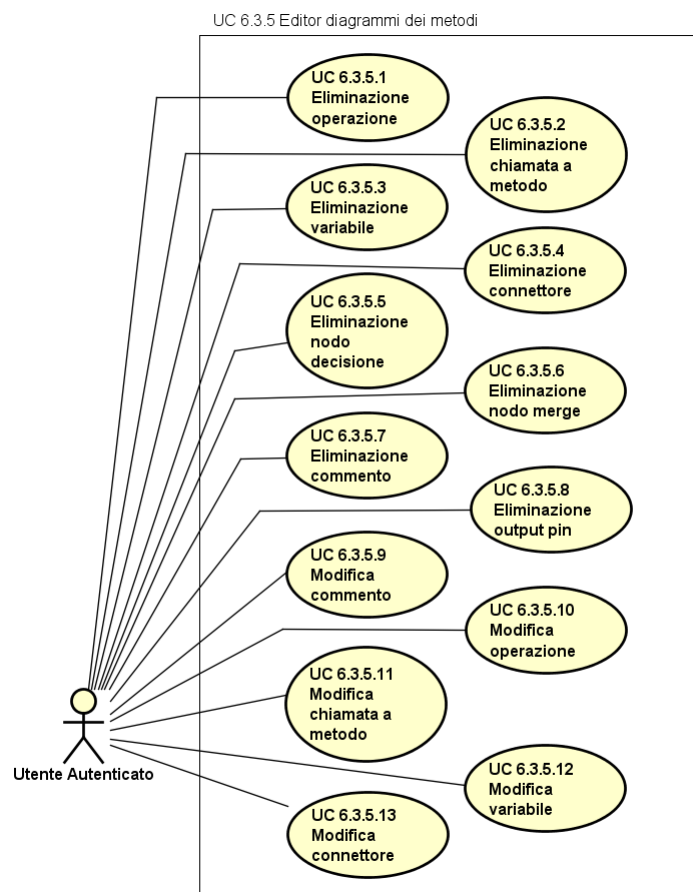 UC 6.3.5 Editor diagrammi dei metodi
UC 6.3.5.1
Eliminazione
operazione
UC 6.3.5.2
Eliminazione
chiamata a
metodo
UC 6.3.5.3
Eliminazione
variabile
UC 6.3.5.4
Eliminazione
connettore
UC 6.3.5.5
Eliminazione
nodo
decisione
UC 6.3.5.6
Eliminazione
nodo merge
UC 6.3.5.7
Eliminazione
commento
UC 6.3.5.8
Eliminazione
output pin
UC 6.3.5.9
Modifica
commento
UC 6.3.5.10
Modifica
operazione
UC 6.3.5.11
Modifica
chiamata a
metodo
Utente Autenticato
UC 6.3.5.12
Modifica
variabile
UC 6.3.5.13
Modifica
connettore